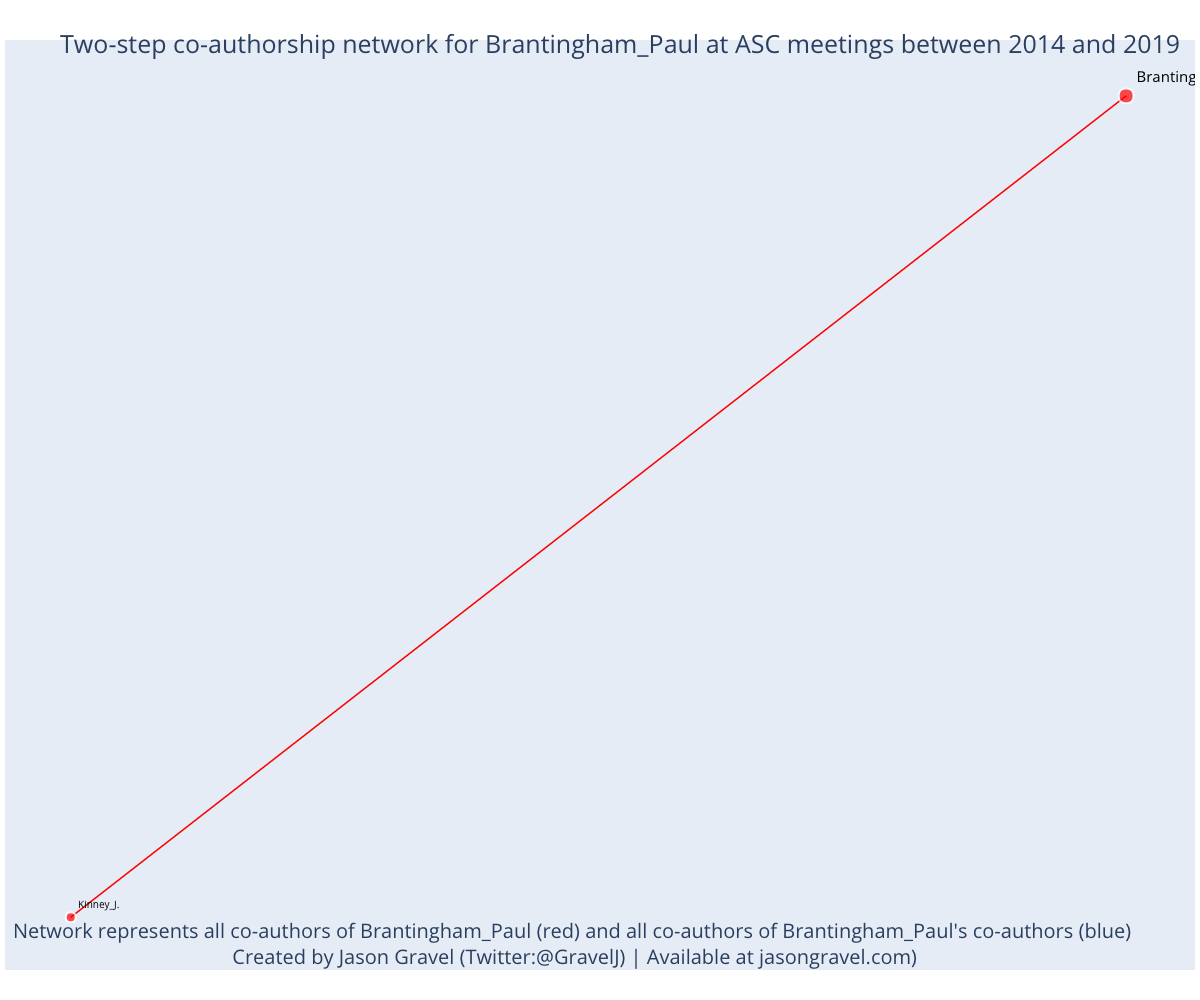 Two-step co-authorship network for Brantingham_Paul at ASC meetings between 2014 and 2019
Branting
Kinney_J.
Network represents all co-authors of Brantingham_Paul (red) and all co-authors of Brantingham_Paul's co-authors (blue)
Created by Jason Gravel (Twitter:@GravelJ) | Available at jasongravel.com)